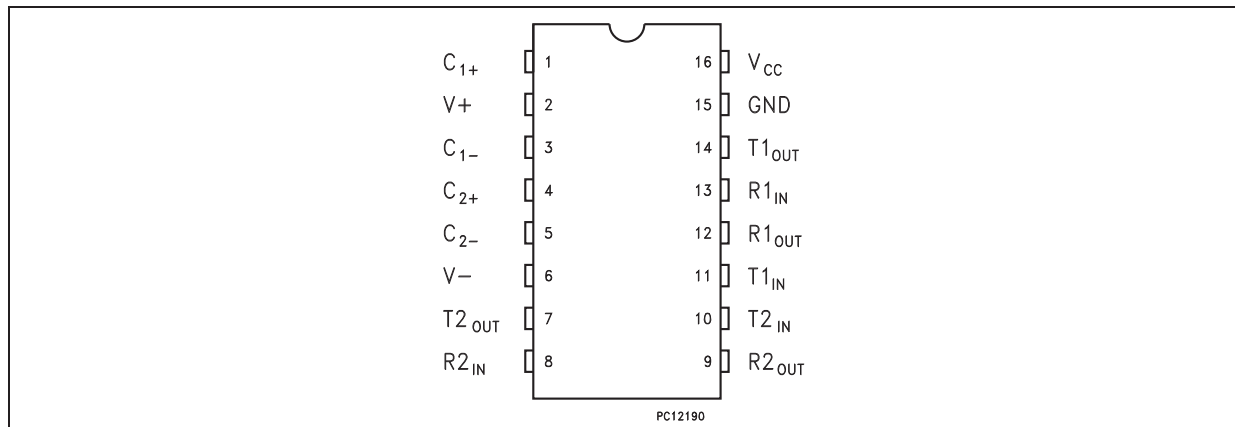 C1+ 1 16 VCC
V+ 2 15 GND
C1- 3 14 T1OUT
C2+ 4 13 R1IN
C2- 5 12 R1OUT
V- 6 11 T1IN
T2OUT 7 10 T2IN
R2IN 8 9 R2OUT
PC12190